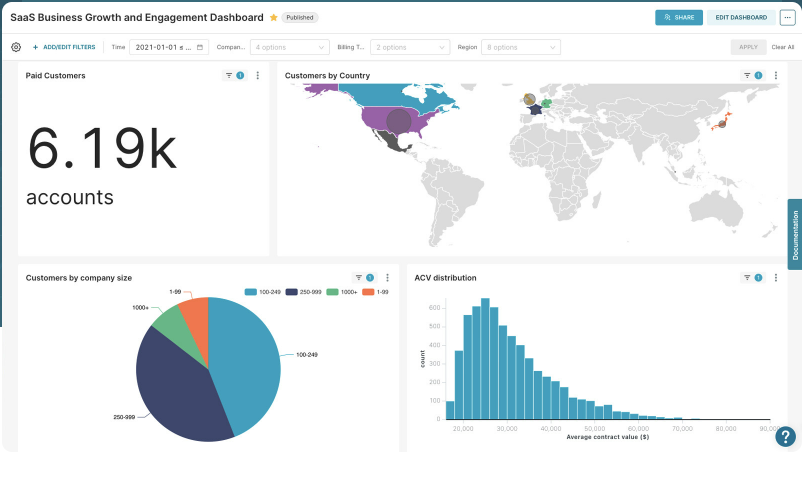 SaaS Business Growth and Engagement Dashboard Published SHARE EDIT DASHBOARD
ADD/EDIT FILTERS Time 2021-01-01 ≤ ... Compan... 4 options Billing T... 2 options Region 8 options APPLY Clear All
Paid Customers 1
6.19k
accounts
Customers by Country 1
Documentation
Customers by company size 1
100-249 250-999 1000+ 1-99
1-99
1000+
100-249
250-999
ACV distribution 1
600
500
400
300
200
100
0
count
20,000 30,000 40,000 50,000 60,000 70,000 80,000 90,000
Average contract value ($)
?